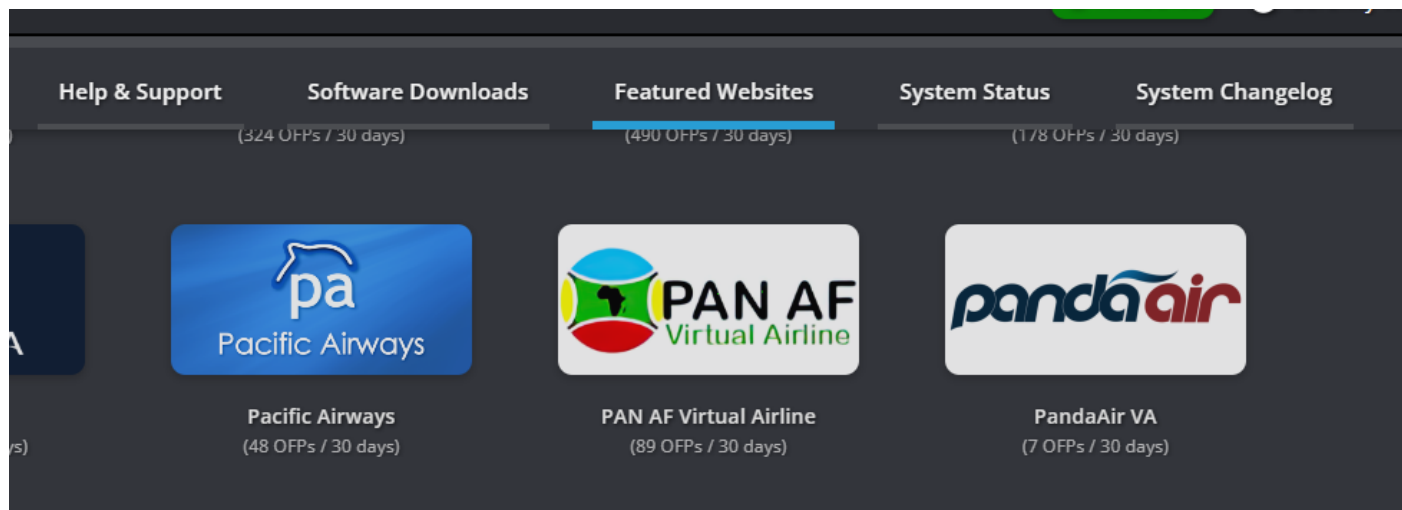 Help & Support Software Downloads Featured Websites System Status System Changelog
(324 OFPs / 30 days) (490 OFPs / 30 days) (178 OFPs / 30 days)
A
pa
Pacific Airways
PAN AF
Virtual Airline
pandaair
Pacific Airways PAN AF Virtual Airline PandaAir VA
(48 OFPs / 30 days) (89 OFPs / 30 days) (7 OFPs / 30 days)